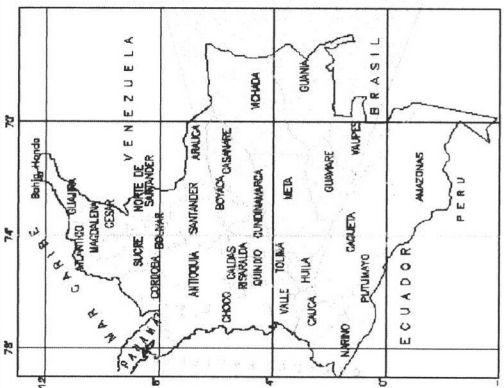 Bahia Honda
MAR CARIBE
GUAJIRA
ATLANTICO
MAGDALENA
CESAR
VENEZUELA
PANAMA
SUCRE
NORTE DE
SANTANDER
CORDOBA
BOLIVAR
ANTIOQUIA
SANTANDER
ARAUCA
CHOCO
CALDAS
RISARALDA
QUINDIO
BOYACA
CASANARE
CUNDINAMARCA
VICHADA
VALLE
TOLIMA
META
GUANIA
CAUCA
HUILA
GUAVIARE
NARINO
CAQUETA
VAUPES
BRASIL
PUTUMAYO
AMAZONAS
ECUADOR
PERU
12
8
4
0
78°
74°
70°